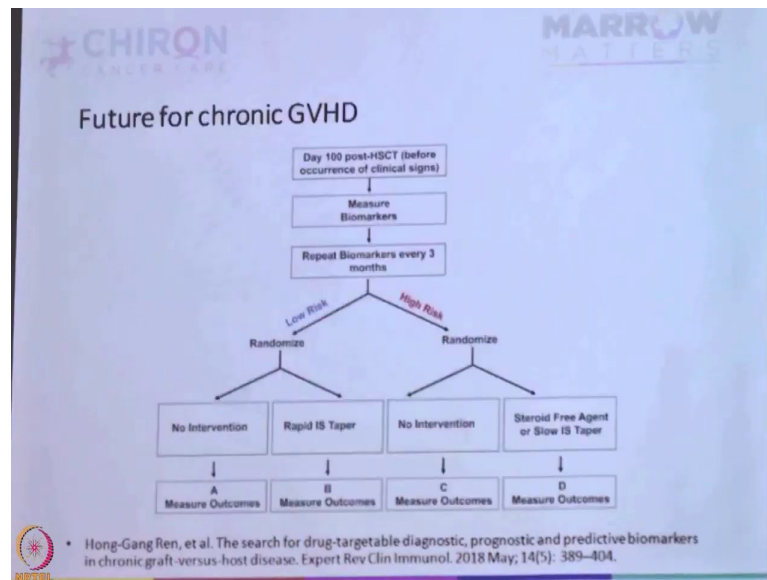 CHIRON
CANCER CARE
MARROW
MATTERS
Future for chronic GVHD
Day 100 post-HSCT (before
occurrence of clinical signs)
Measure
Biomarkers
Repeat Biomarkers every 3
months
Low Risk
High Risk
Randomize
Randomize
No Intervention
Rapid IS Taper
No Intervention
Steroid Free Agent
or Slow IS Taper
A
Measure Outcomes
B
Measure Outcomes
C
Measure Outcomes
D
Measure Outcomes
• Hong-Gang Ren, et al. The search for drug-targetable diagnostic, prognostic and predictive biomarkers
in chronic graft-versus-host disease. Expert Rev Clin Immunol. 2018 May; 14(5): 389–404.
NPTEL